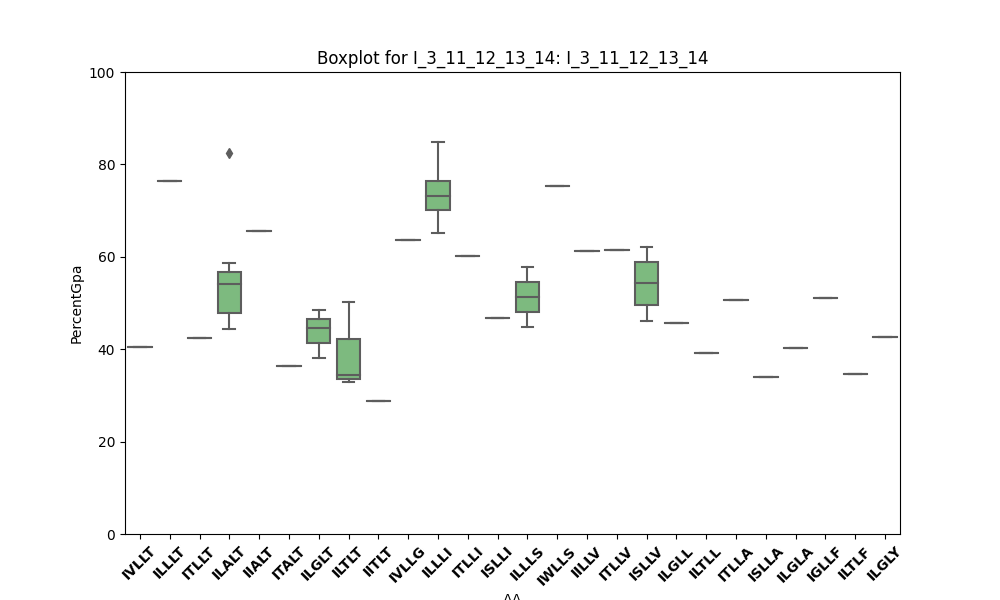 Boxplot for I_3_11_12_13_14: I_3_11_12_13_14
100
80
60
40
20
0
PercentGpa
IVLLT ILLLT ITLLT ILALT IIALT ITALT ILGLT ILTLT IITLT IVLLG ILLLI ITLLI ISLLI ILLLS IWLLS IILLV ITLLV ISLLV ILGLL ILTLL ITLLA ISLLA ILGLA IGLLF ILTLF ILGLY
AA